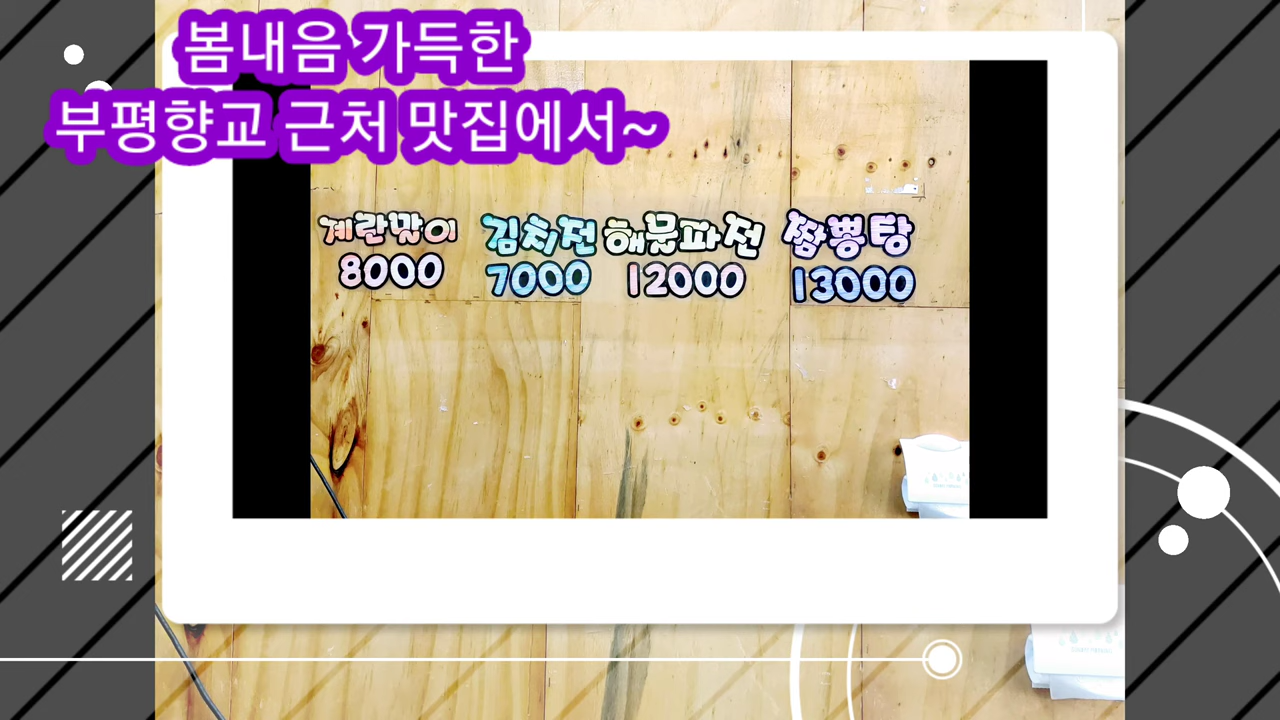 봄내음 가득한
부평향교 근처 맛집에서~
계란말이 김치전 해물파전 짬뽕탕
8000 7000 12000 13000